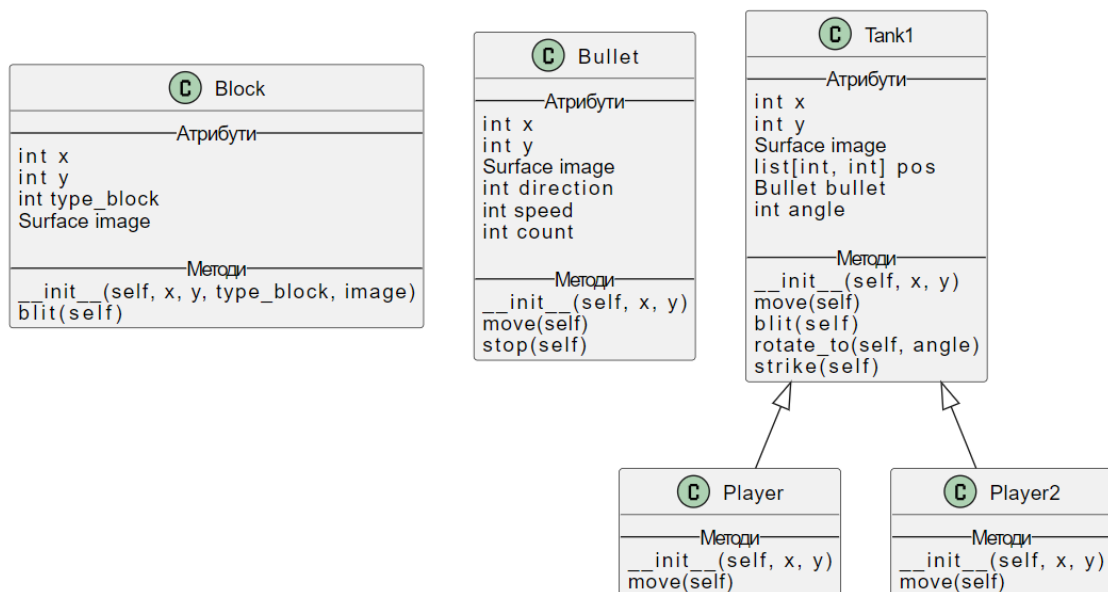 C Block
Атрибути
int x
int y
int type_block
Surface image
Методи
__init__(self, x, y, type_block, image)
blit(self)
C Bullet
Атрибути
int x
int y
Surface image
int direction
int speed
int count
Методи
__init__(self, x, y)
move(self)
stop(self)
C Tank1
Атрибути
int x
int y
Surface image
list[int, int] pos
Bullet bullet
int angle
Методи
__init__(self, x, y)
move(self)
blit(self)
rotate_to(self, angle)
strike(self)
C Player
Методи
__init__(self, x, y)
move(self)
C Player2
Методи
__init__(self, x, y)
move(self)